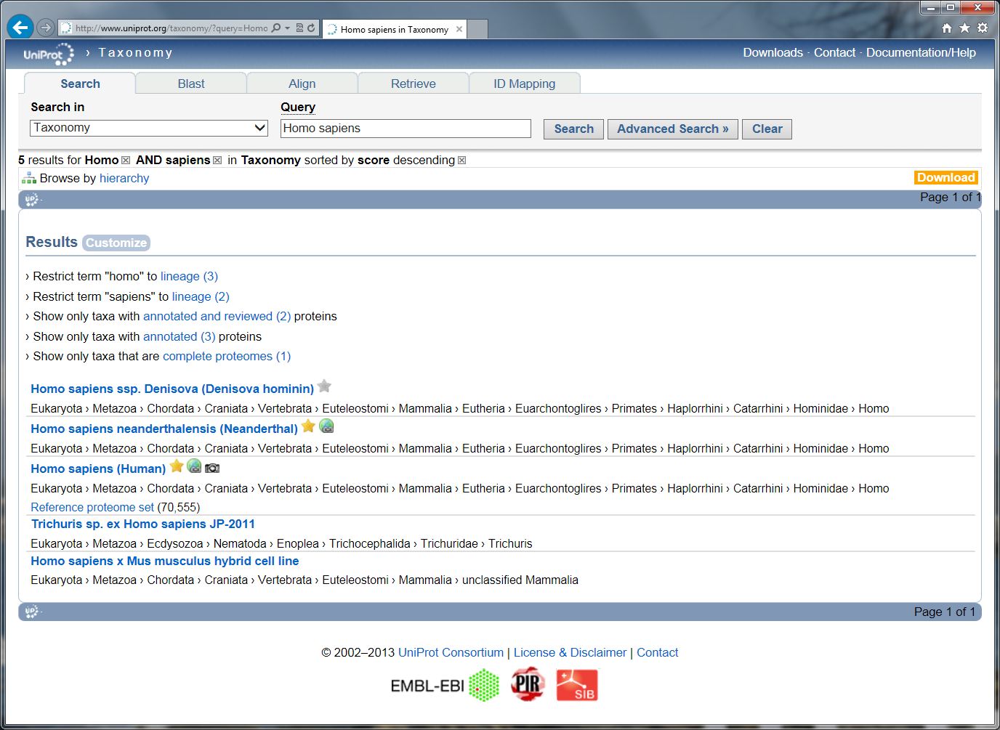 http://www.uniprot.org/taxonomy/?query=Homo
Homo sapiens in Taxonomy
UniProt › Taxonomy
Downloads · Contact · Documentation/Help
Search Blast Align Retrieve ID Mapping
Search in Query
Taxonomy Homo sapiens Search Advanced Search » Clear
5 results for Homo AND sapiens in Taxonomy sorted by score descending
Browse by hierarchy Download
UP · Page 1 of 1
Results Customize
› Restrict term "homo" to lineage (3)
› Restrict term "sapiens" to lineage (2)
› Show only taxa with annotated and reviewed (2) proteins
› Show only taxa with annotated (3) proteins
› Show only taxa that are complete proteomes (1)
Homo sapiens ssp. Denisova (Denisova hominin)
Eukaryota › Metazoa › Chordata › Craniata › Vertebrata › Euteleostomi › Mammalia › Eutheria › Euarchontoglires › Primates › Haplorrhini › Catarrhini › Hominidae › Homo
Homo sapiens neanderthalensis (Neanderthal)
Eukaryota › Metazoa › Chordata › Craniata › Vertebrata › Euteleostomi › Mammalia › Eutheria › Euarchontoglires › Primates › Haplorrhini › Catarrhini › Hominidae › Homo
Homo sapiens (Human)
Eukaryota › Metazoa › Chordata › Craniata › Vertebrata › Euteleostomi › Mammalia › Eutheria › Euarchontoglires › Primates › Haplorrhini › Catarrhini › Hominidae › Homo
Reference proteome set (70,555)
Trichuris sp. ex Homo sapiens JP-2011
Eukaryota › Metazoa › Ecdysozoa › Nematoda › Enoplea › Trichocephalida › Trichuridae › Trichuris
Homo sapiens x Mus musculus hybrid cell line
Eukaryota › Metazoa › Chordata › Craniata › Vertebrata › Euteleostomi › Mammalia › unclassified Mammalia
UP · Page 1 of 1
© 2002–2013 UniProt Consortium | License & Disclaimer | Contact
EMBL-EBI PIR SIB